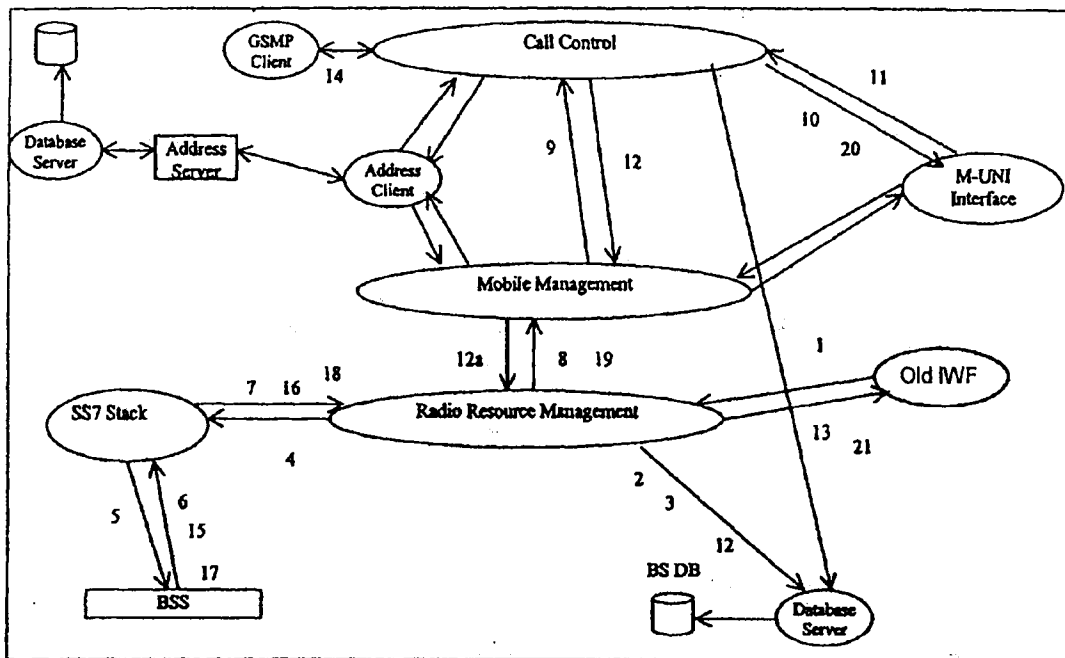 GSMP
Client
Call Control
14
11
10
Database
Server
Address
Server
Address
Client
9
12
20
M-UNI
Interface
Mobile Management
12a
8
19
1
Old IWF
7
16
18
SS7 Stack
Radio Resource Management
13
21
4
2
3
5
6
15
12
17
BS DB
BSS
Database
Server